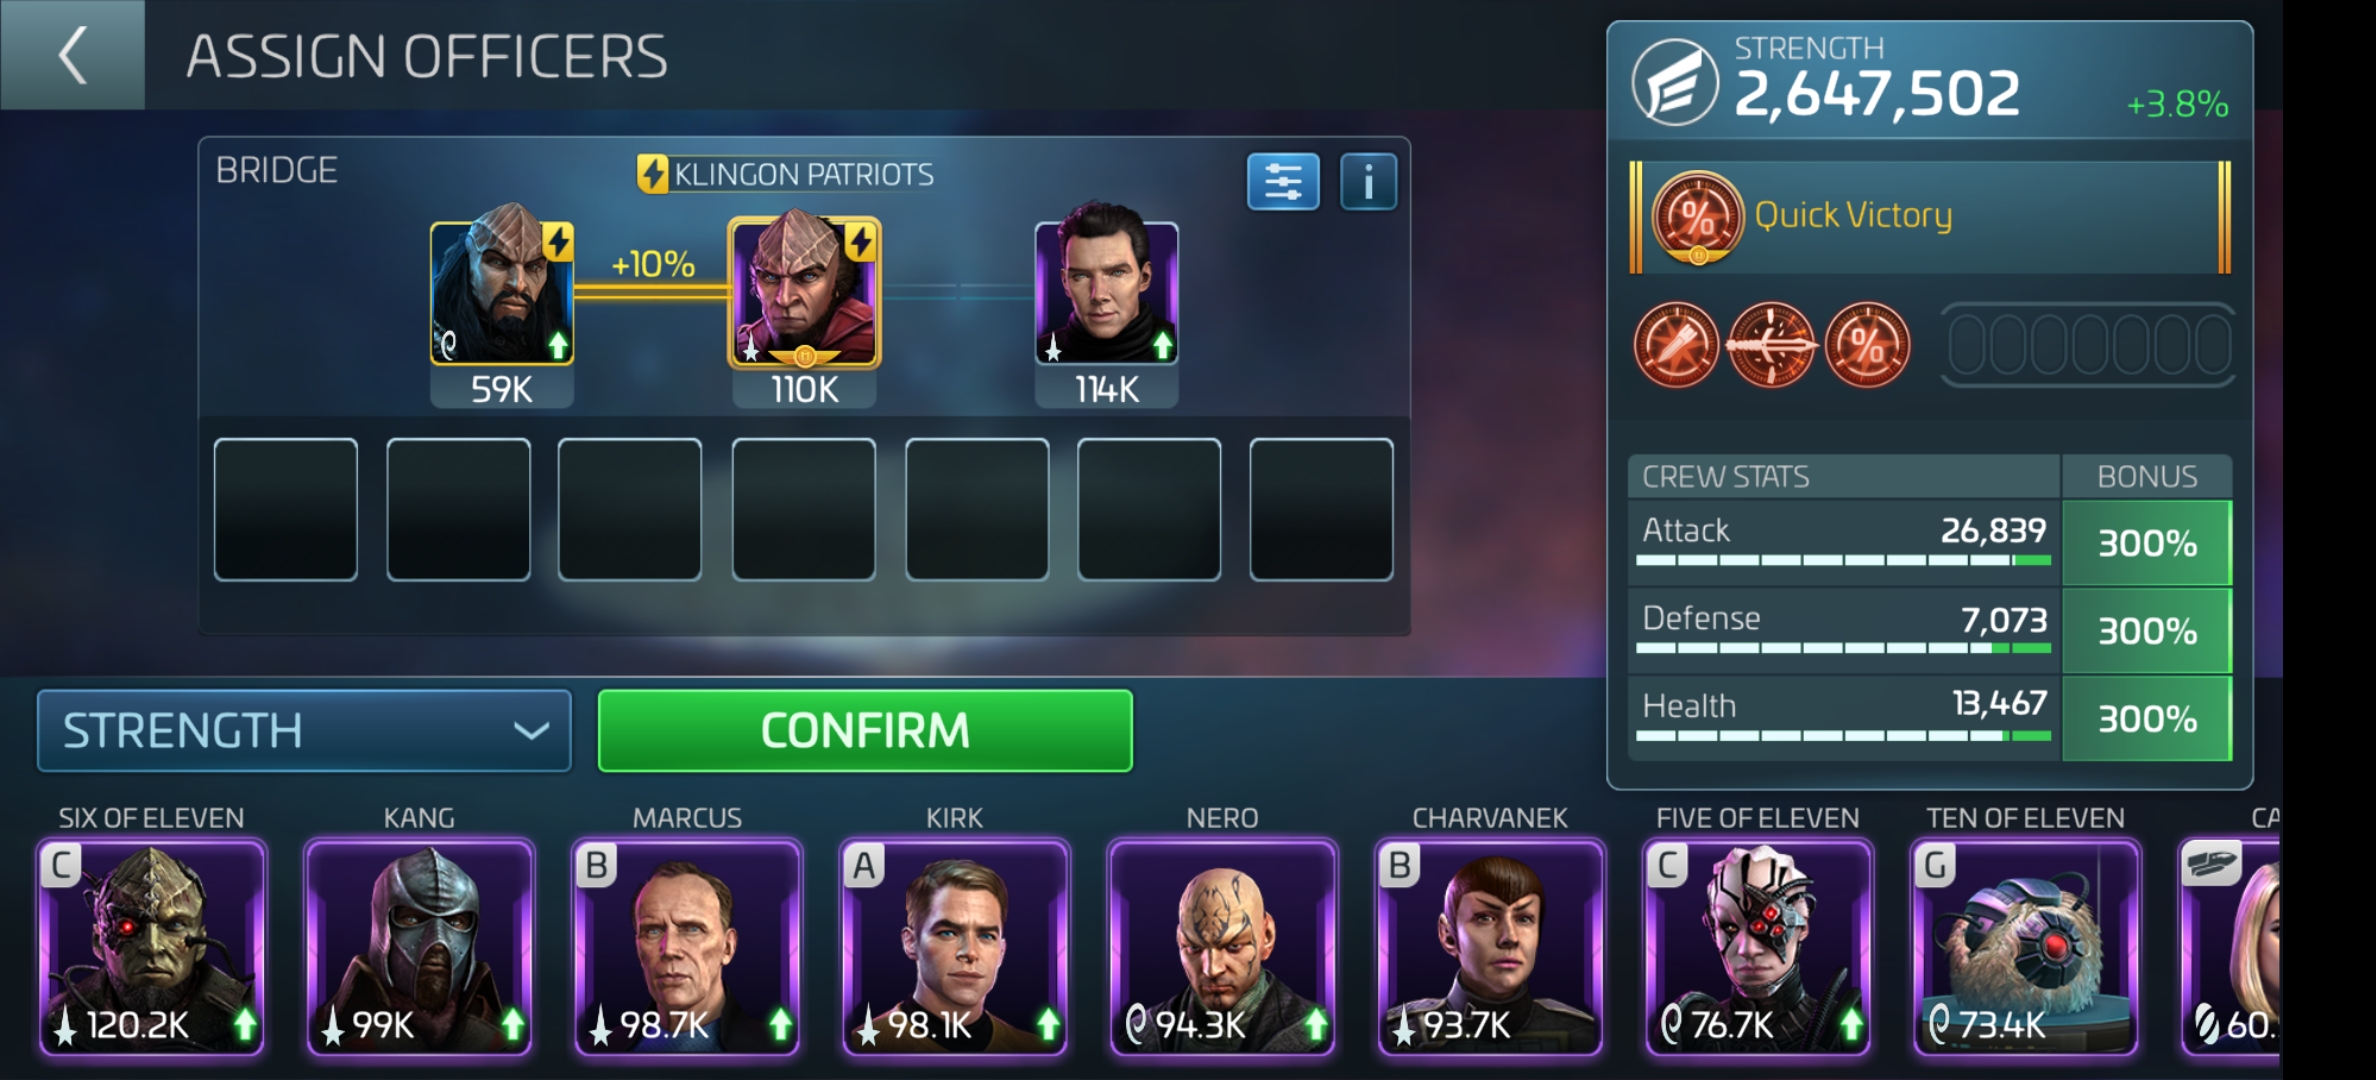 ASSIGN OFFICERS
BRIDGE
KLINGON PATRIOTS
+10%
59K
110K
114K
STRENGTH
2,647,502
+3.8%
Quick Victory
CREW STATS
BONUS
Attack
26,839
300%
Defense
7,073
300%
Health
13,467
300%
STRENGTH
CONFIRM
SIX OF ELEVEN
KANG
MARCUS
KIRK
NERO
CHARVANEK
FIVE OF ELEVEN
TEN OF ELEVEN
CA
C
B
A
B
C
G
120.2K
99K
98.7K
98.1K
94.3K
93.7K
76.7K
73.4K
60.